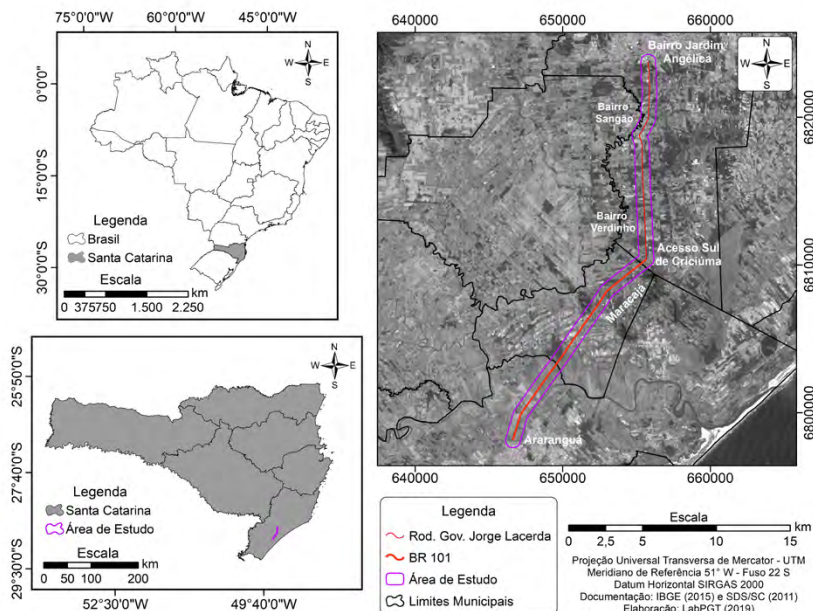 75°0'0"W 60°0'0"W 45°0'0"W
0°0'0"
15°0'0"S
30°0'0"S
N
W E
S
Legenda
Brasil
Santa Catarina
Escala
km
0 375750 1.500 2.250
25°50'0"S
27°40'0"S
29°30'0"S
N
W E
S
Legenda
Santa Catarina
Área de Estudo
Escala
km
0 50 100 200
52°30'0"S 49°40'0"S
640000 650000 660000
N
W E
S
Bairro Jardim
Angélica
Bairro
Sangão
Bairro
Verdinho
Acesso Sul
de Criciúma
Maracajá
Araranguá
6820000
6810000
6800000
640000 650000 660000
Legenda
Rod. Gov. Jorge Lacerda
BR 101
Área de Estudo
Limites Municipais
Escala
km
0 2,5 5 10 15
Projeção Universal Transversa de Mercator - UTM
Meridiano de Referência 51° W - Fuso 22 S
Datum Horizontal SIRGAS 2000
Documentação: IBGE (2015) e SDS/SC (2011)
Elaboração: LabPGT (2019)